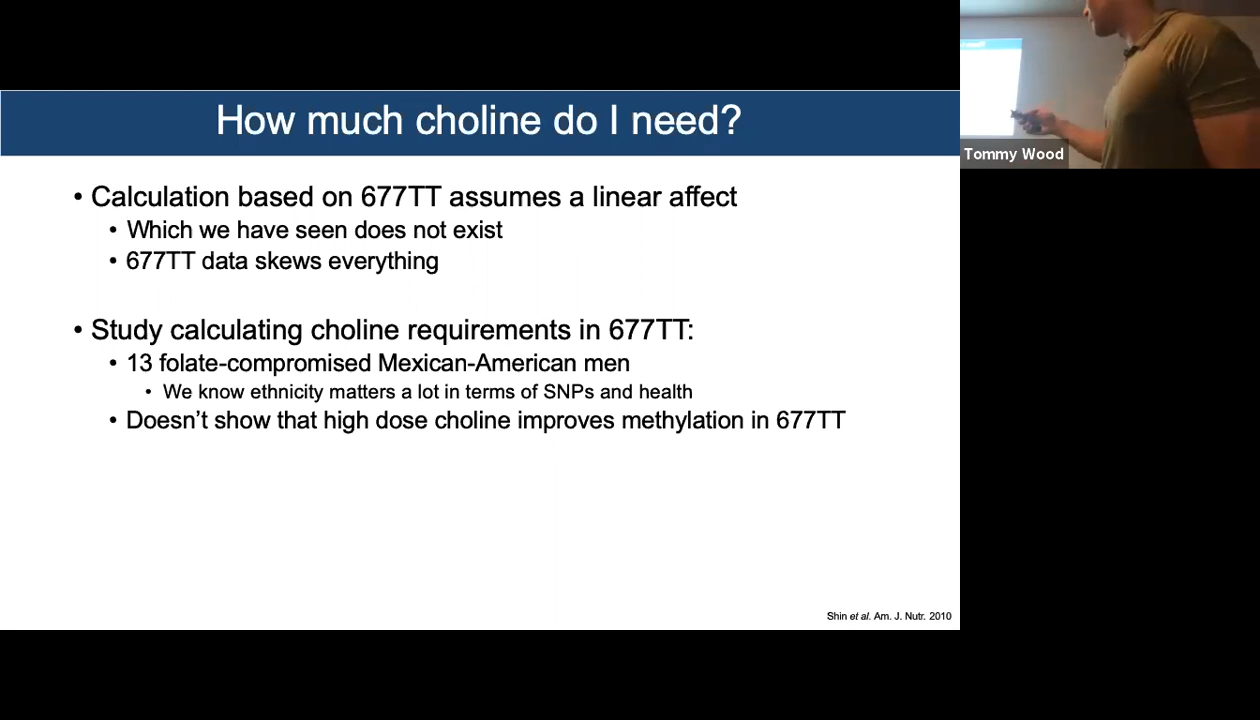 How much choline do I need?
• Calculation based on 677TT assumes a linear affect
• Which we have seen does not exist
• 677TT data skews everything
• Study calculating choline requirements in 677TT:
• 13 folate-compromised Mexican-American men
• We know ethnicity matters a lot in terms of SNPs and health
• Doesn't show that high dose choline improves methylation in 677TT
Shin et al. Am. J. Nutr. 2010
Tommy Wood